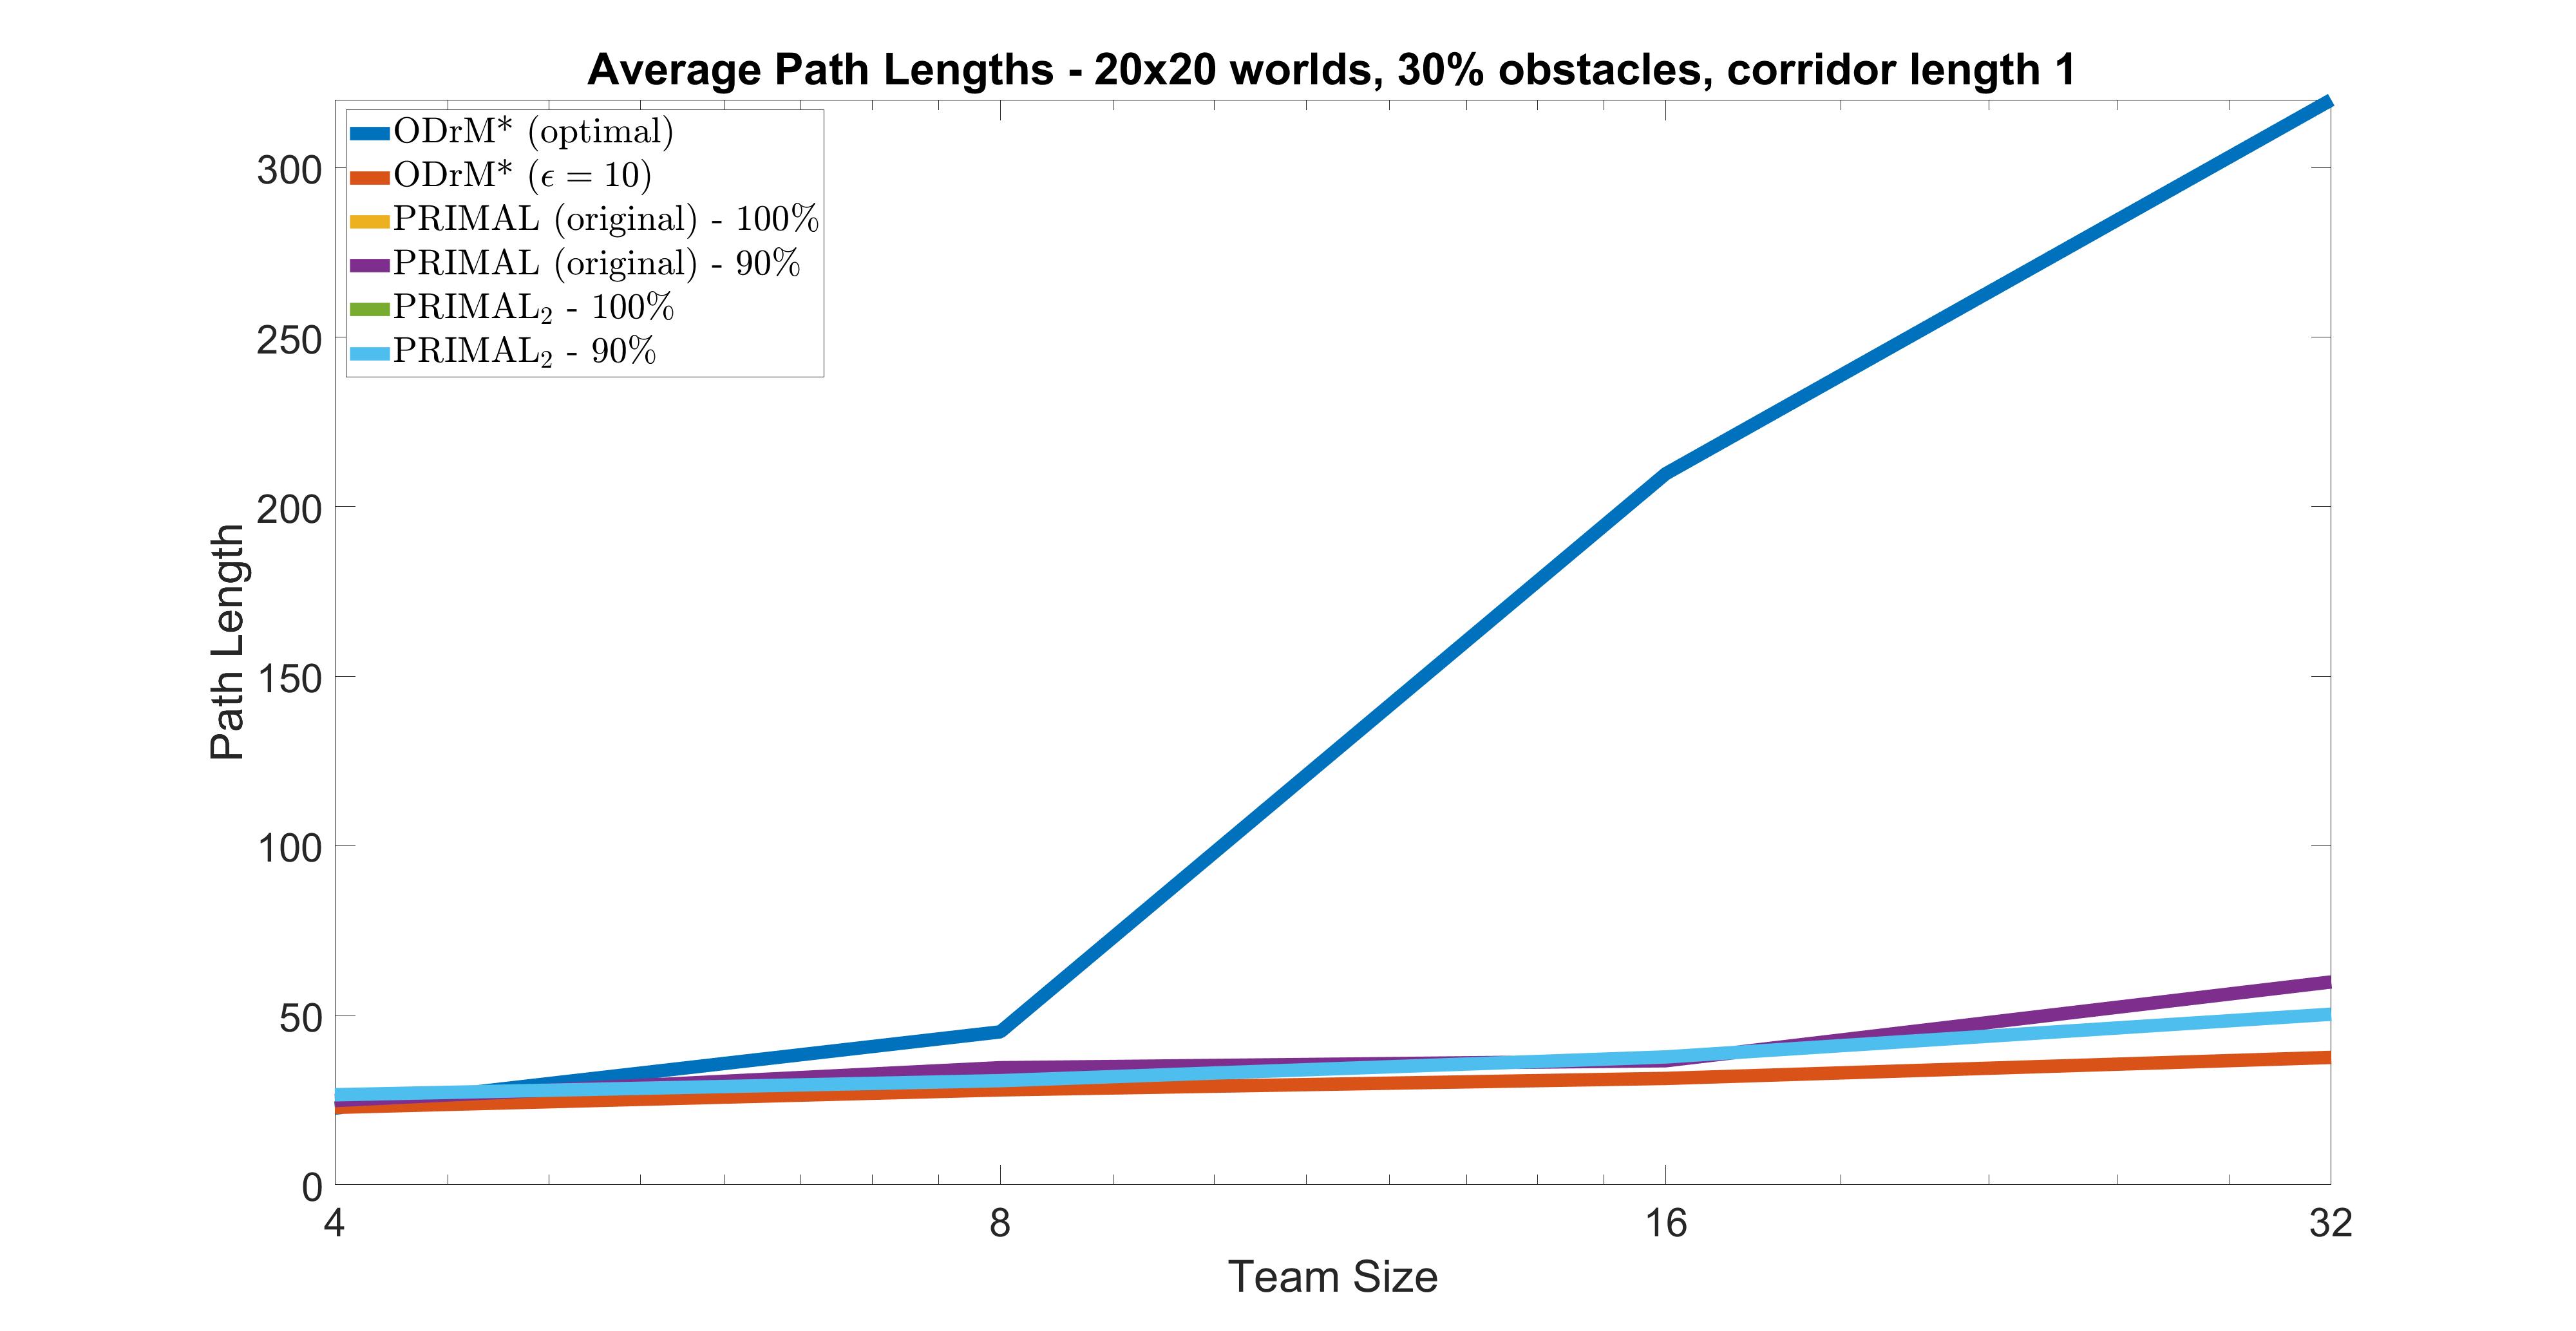 Average Path Lengths - 20x20 worlds, 30% obstacles, corridor length 1
ODrM* (optimal)
ODrM* (ϵ = 10)
PRIMAL (original) - 100%
PRIMAL (original) - 90%
PRIMAL₂ - 100%
PRIMAL₂ - 90%
Path Length
300
250
200
150
100
50
0
4 8 16 32
Team Size